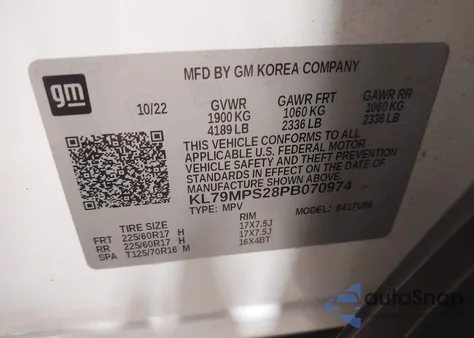 gm
MFD BY GM KOREA COMPANY
10/22 GVWR GAWR FRT GAWR RR
1900 KG 1060 KG 1060 KG
4189 LB 2336 LB 2336 LB
THIS VEHICLE CONFORMS TO ALL
APPLICABLE U.S. FEDERAL MOTOR
VEHICLE SAFETY AND THEFT PREVENTION
STANDARDS IN EFFECT ON THE DATE OF
MANUFACTURE SHOWN ABOVE.
KL79MPS28PB070974
TYPE: MPV MODEL:
TIRE SIZE RIM
FRT 225/60R17 H 17X7.5J
RR 225/60R17 H 17X7.5J
SPA T125/70R16 M 16X4BT
autoSnap